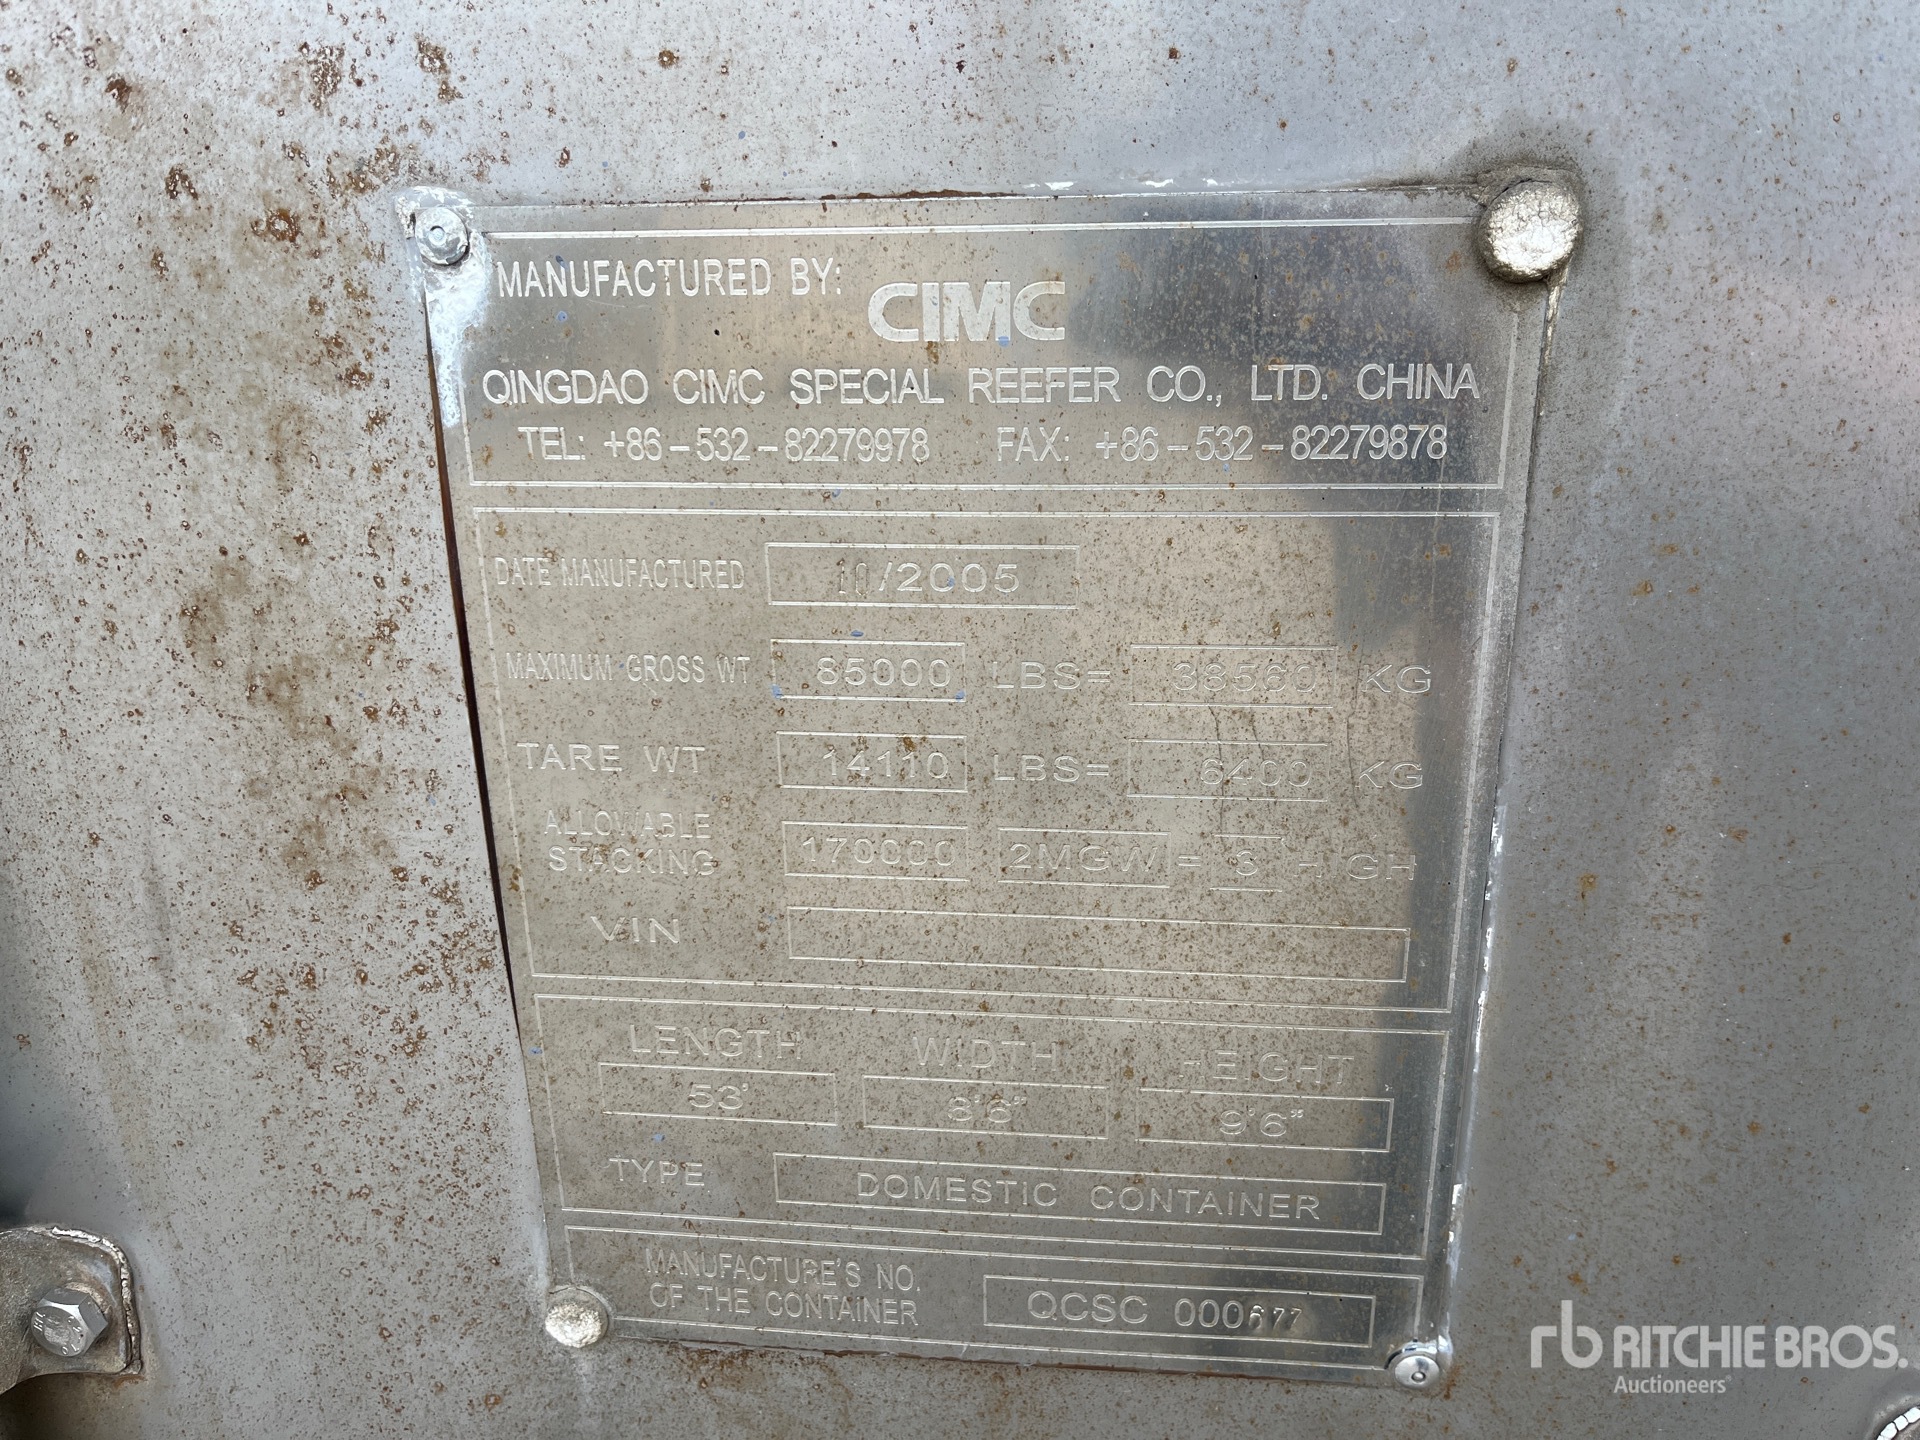 MANUFACTURED BY: CIMC
QINGDAO CIMC SPECIAL REEFER CO., LTD. CHINA
TEL: +86-532-82279978 FAX: +86-532-82279878
DATE MANUFACTURED 10/2005
MAXIMUM GROSS WT 85000 LBS= 38560 KG
TARE WT 14110 LBS= 6400 KG
ALLOWABLE
STACKING 170000 2MGW = 3 HIGH
VIN
LENGTH WIDTH HEIGHT
53' 8'6" 9'6"
TYPE DOMESTIC CONTAINER
MANUFACTURE'S NO.
OF THE CONTAINER QCSC 000677
rb RITCHIE BROS.
Auctioneers